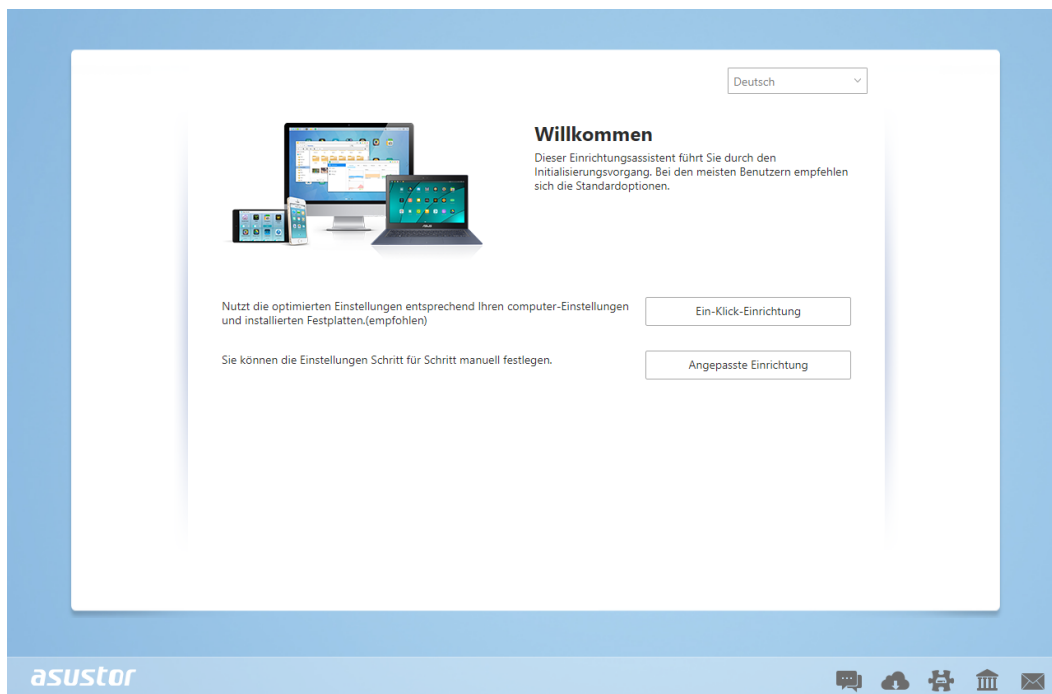 Deutsch
Willkommen
Dieser Einrichtungsassistent führt Sie durch den
Initialisierungsvorgang. Bei den meisten Benutzern empfehlen
sich die Standardoptionen.
Nutzt die optimierten Einstellungen entsprechend Ihren computer-Einstellungen
und installierten Festplatten.(empfohlen)
Ein-Klick-Einrichtung
Sie können die Einstellungen Schritt für Schritt manuell festlegen.
Angepasste Einrichtung
asustor